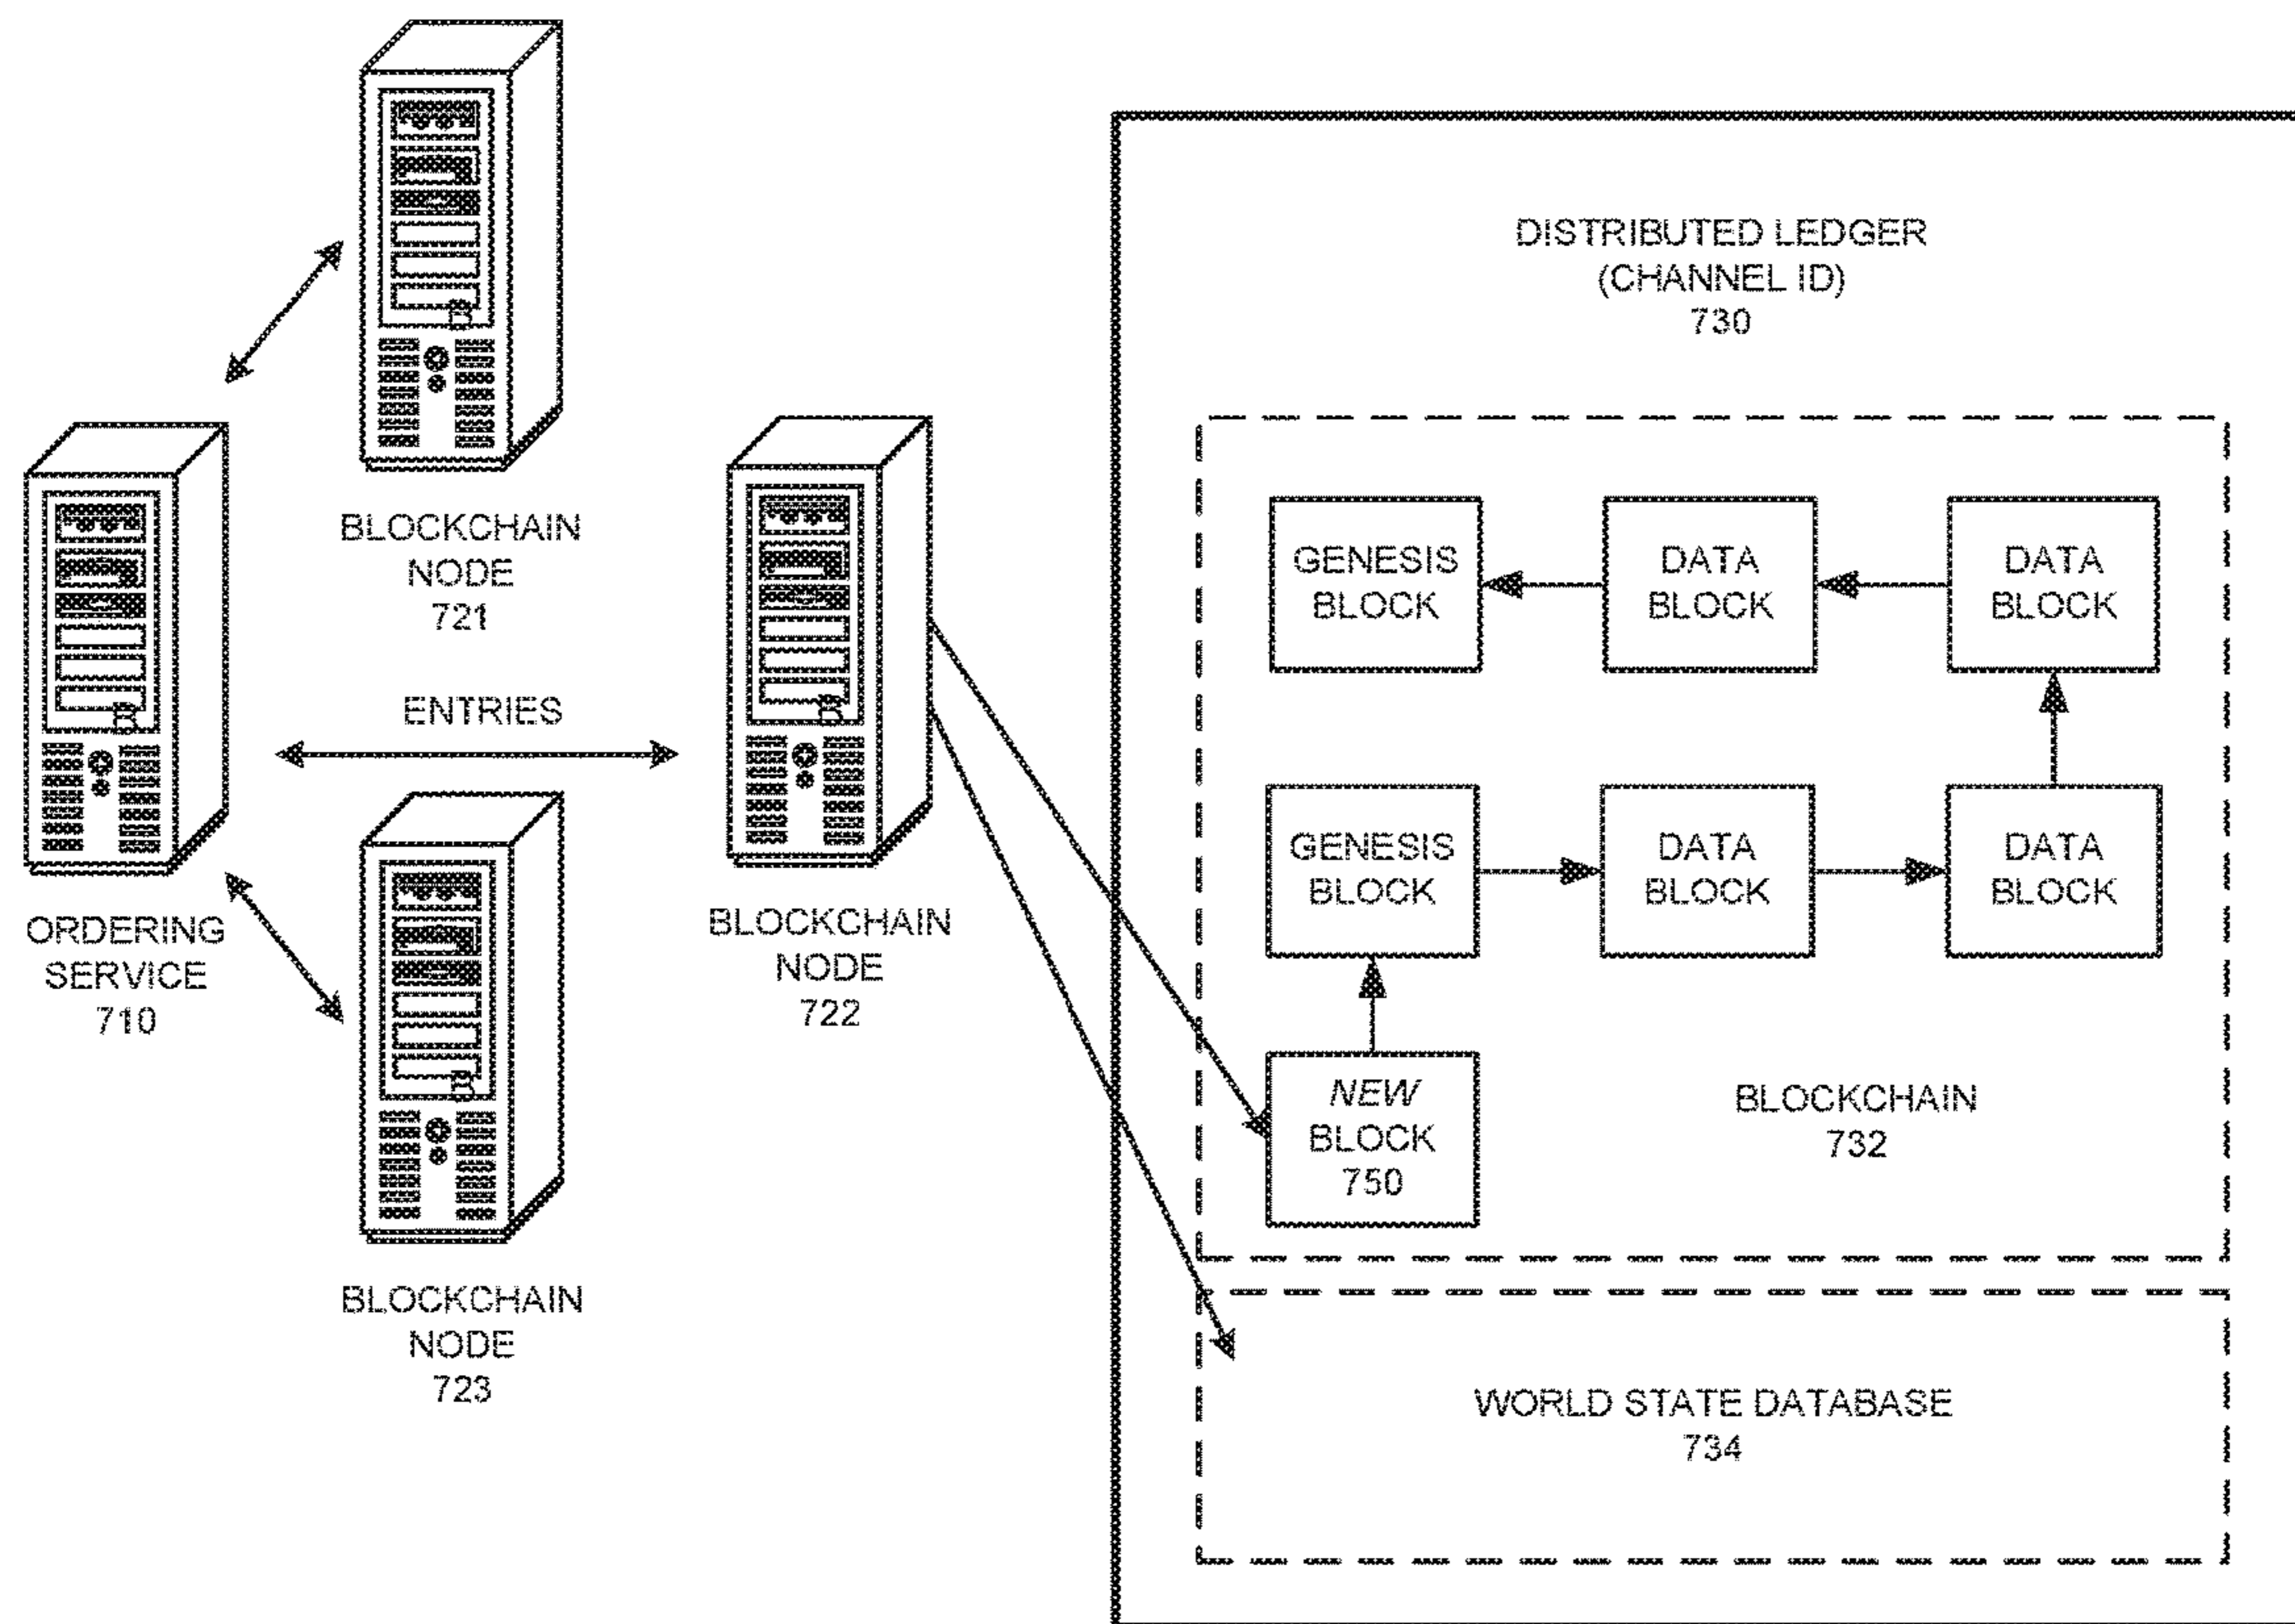 DISTRIBUTED LEDGER
(CHANNEL ID)
730
BLOCKCHAIN
NODE
721
GENESIS
BLOCK
DATA
BLOCK
DATA
BLOCK
ENTRIES
GENESIS
BLOCK
DATA
BLOCK
DATA
BLOCK
ORDERING
SERVICE
710
BLOCKCHAIN
NODE
722
NEW
BLOCK
750
BLOCKCHAIN
732
BLOCKCHAIN
NODE
723
WORLD STATE DATABASE
734